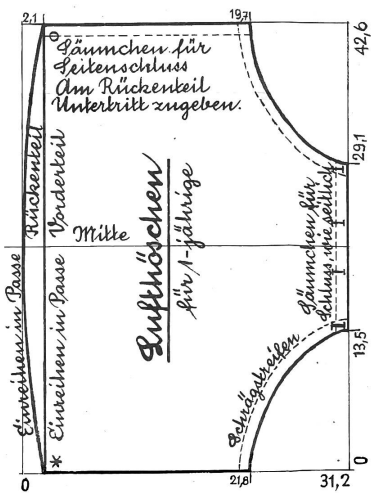 2,1
19,7
42,6
Säumchen für
Seitenschluss
Am Rückenteil
Untertritt zugeben.
29,1
Rückenteil
Vorderteil
Mitte
Lufthöschen
für 1-jährige
Säumchen für
Schluss, wie seitlich
Einreihen in Passe
* Einreihen in Passe
Schrägstreifen
13,5
0
0
21,8
31,2